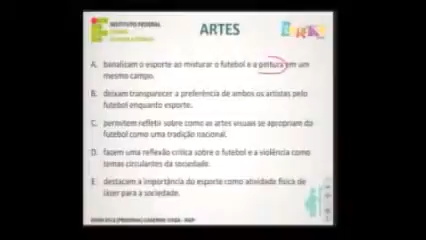 INSTITUTO FEDERAL
ARTES
A. banalizam o esporte ao misturar o futebol e a pintura em um
mesmo campo.
B. deixam transparecer a preferência de ambos os artistas pelo
futebol enquanto esporte.
C. permitem refletir sobre como as artes visuais se apropriam do
futebol como uma tradição nacional.
D. fazem uma reflexão crítica sobre o futebol e a violência como
temas circulantes da sociedade.
E. destacam a importância do esporte como atividade física de
lazer para a sociedade.